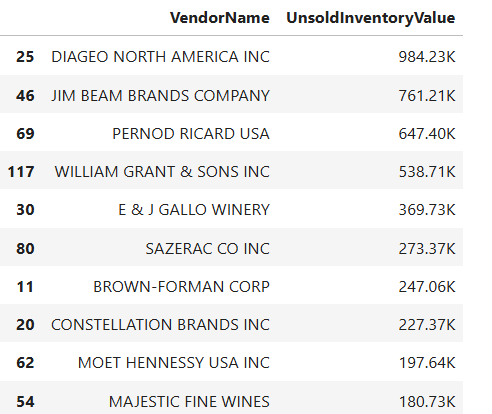 VendorName UnsoldInventoryValue
25 DIAGEO NORTH AMERICA INC 984.23K
46 JIM BEAM BRANDS COMPANY 761.21K
69 PERNOD RICARD USA 647.40K
117 WILLIAM GRANT & SONS INC 538.71K
30 E & J GALLO WINERY 369.73K
80 SAZERAC CO INC 273.37K
11 BROWN-FORMAN CORP 247.06K
20 CONSTELLATION BRANDS INC 227.37K
62 MOET HENNESSY USA INC 197.64K
54 MAJESTIC FINE WINES 180.73K